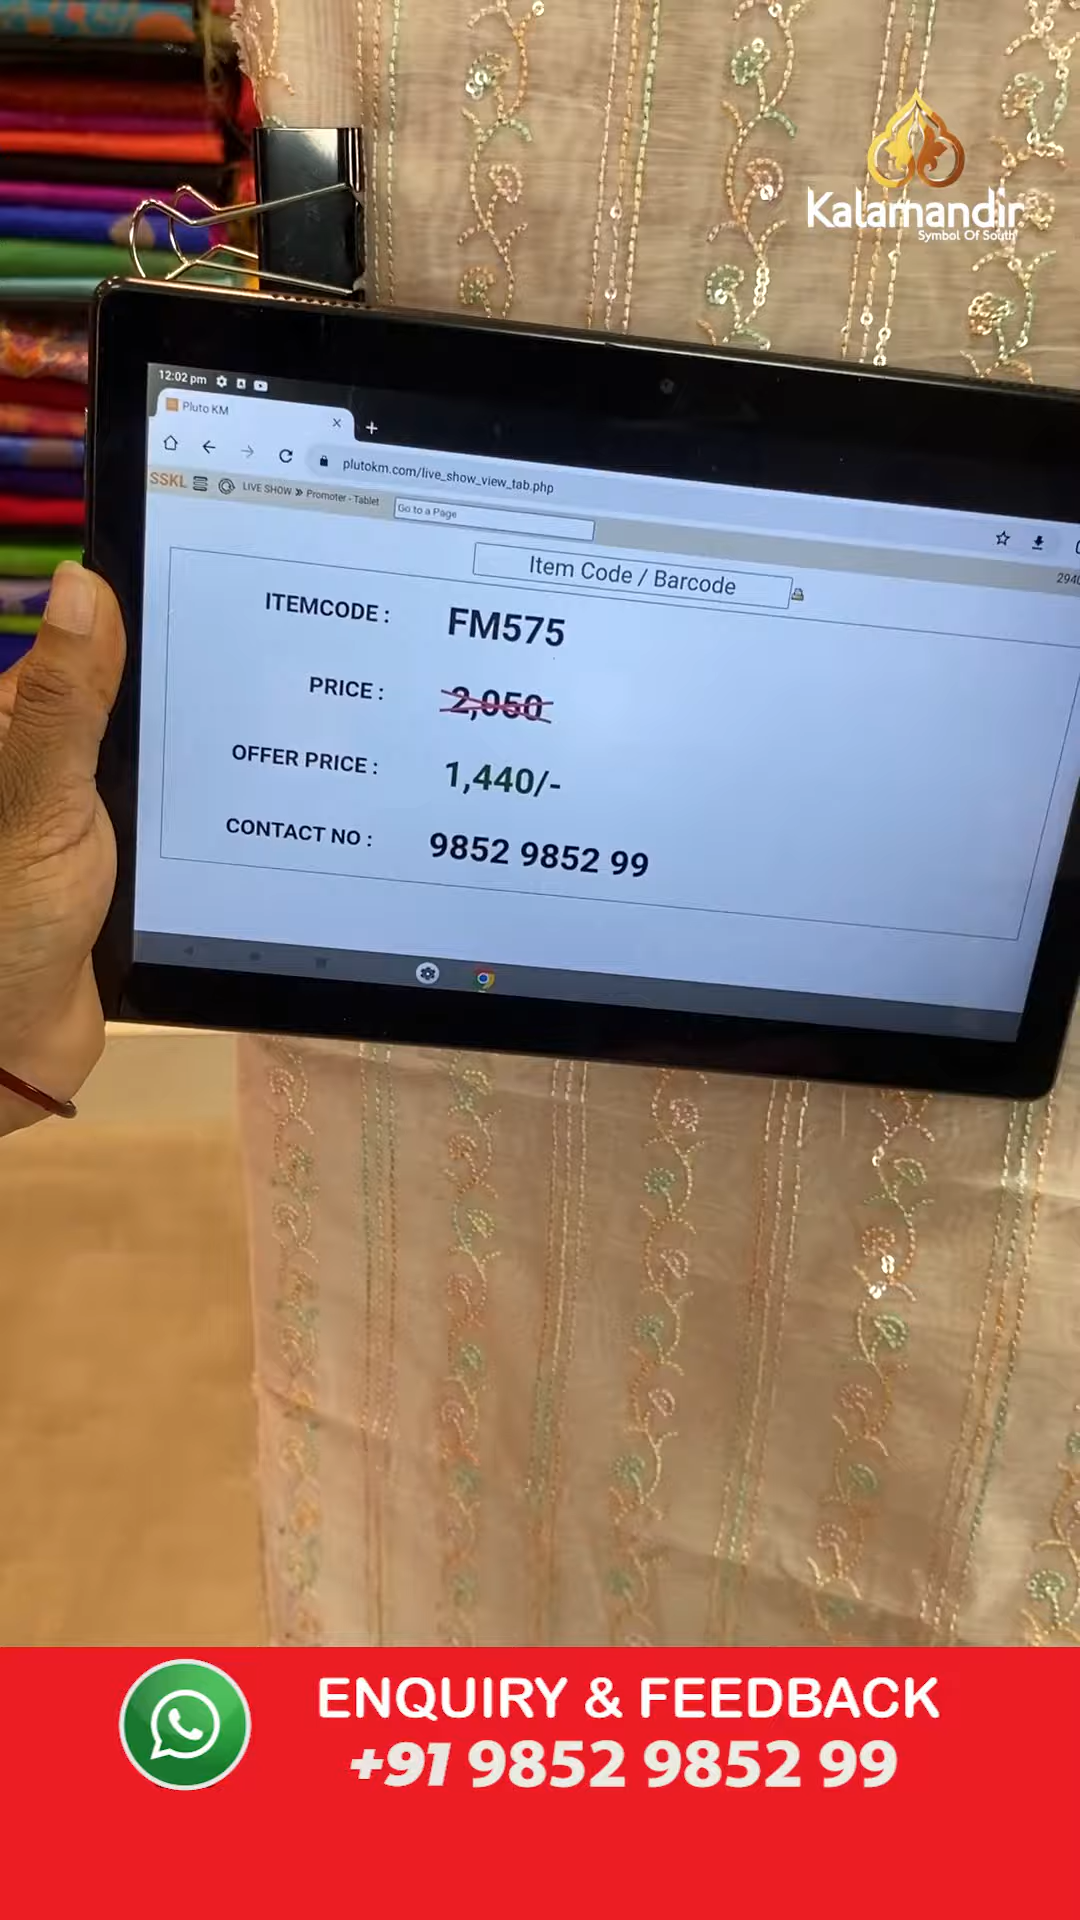 Kalamandir
Symbol Of South
12:02 pm
Pluto KM
plutokm.com/live_show_view_tab.php
SSKL
LIVE SHOW » Promoter - Tablet
Go to a Page
2940
Item Code / Barcode
ITEMCODE : FM575
PRICE : 2,050
OFFER PRICE : 1,440/-
CONTACT NO : 9852 9852 99
ENQUIRY & FEEDBACK
+91 9852 9852 99